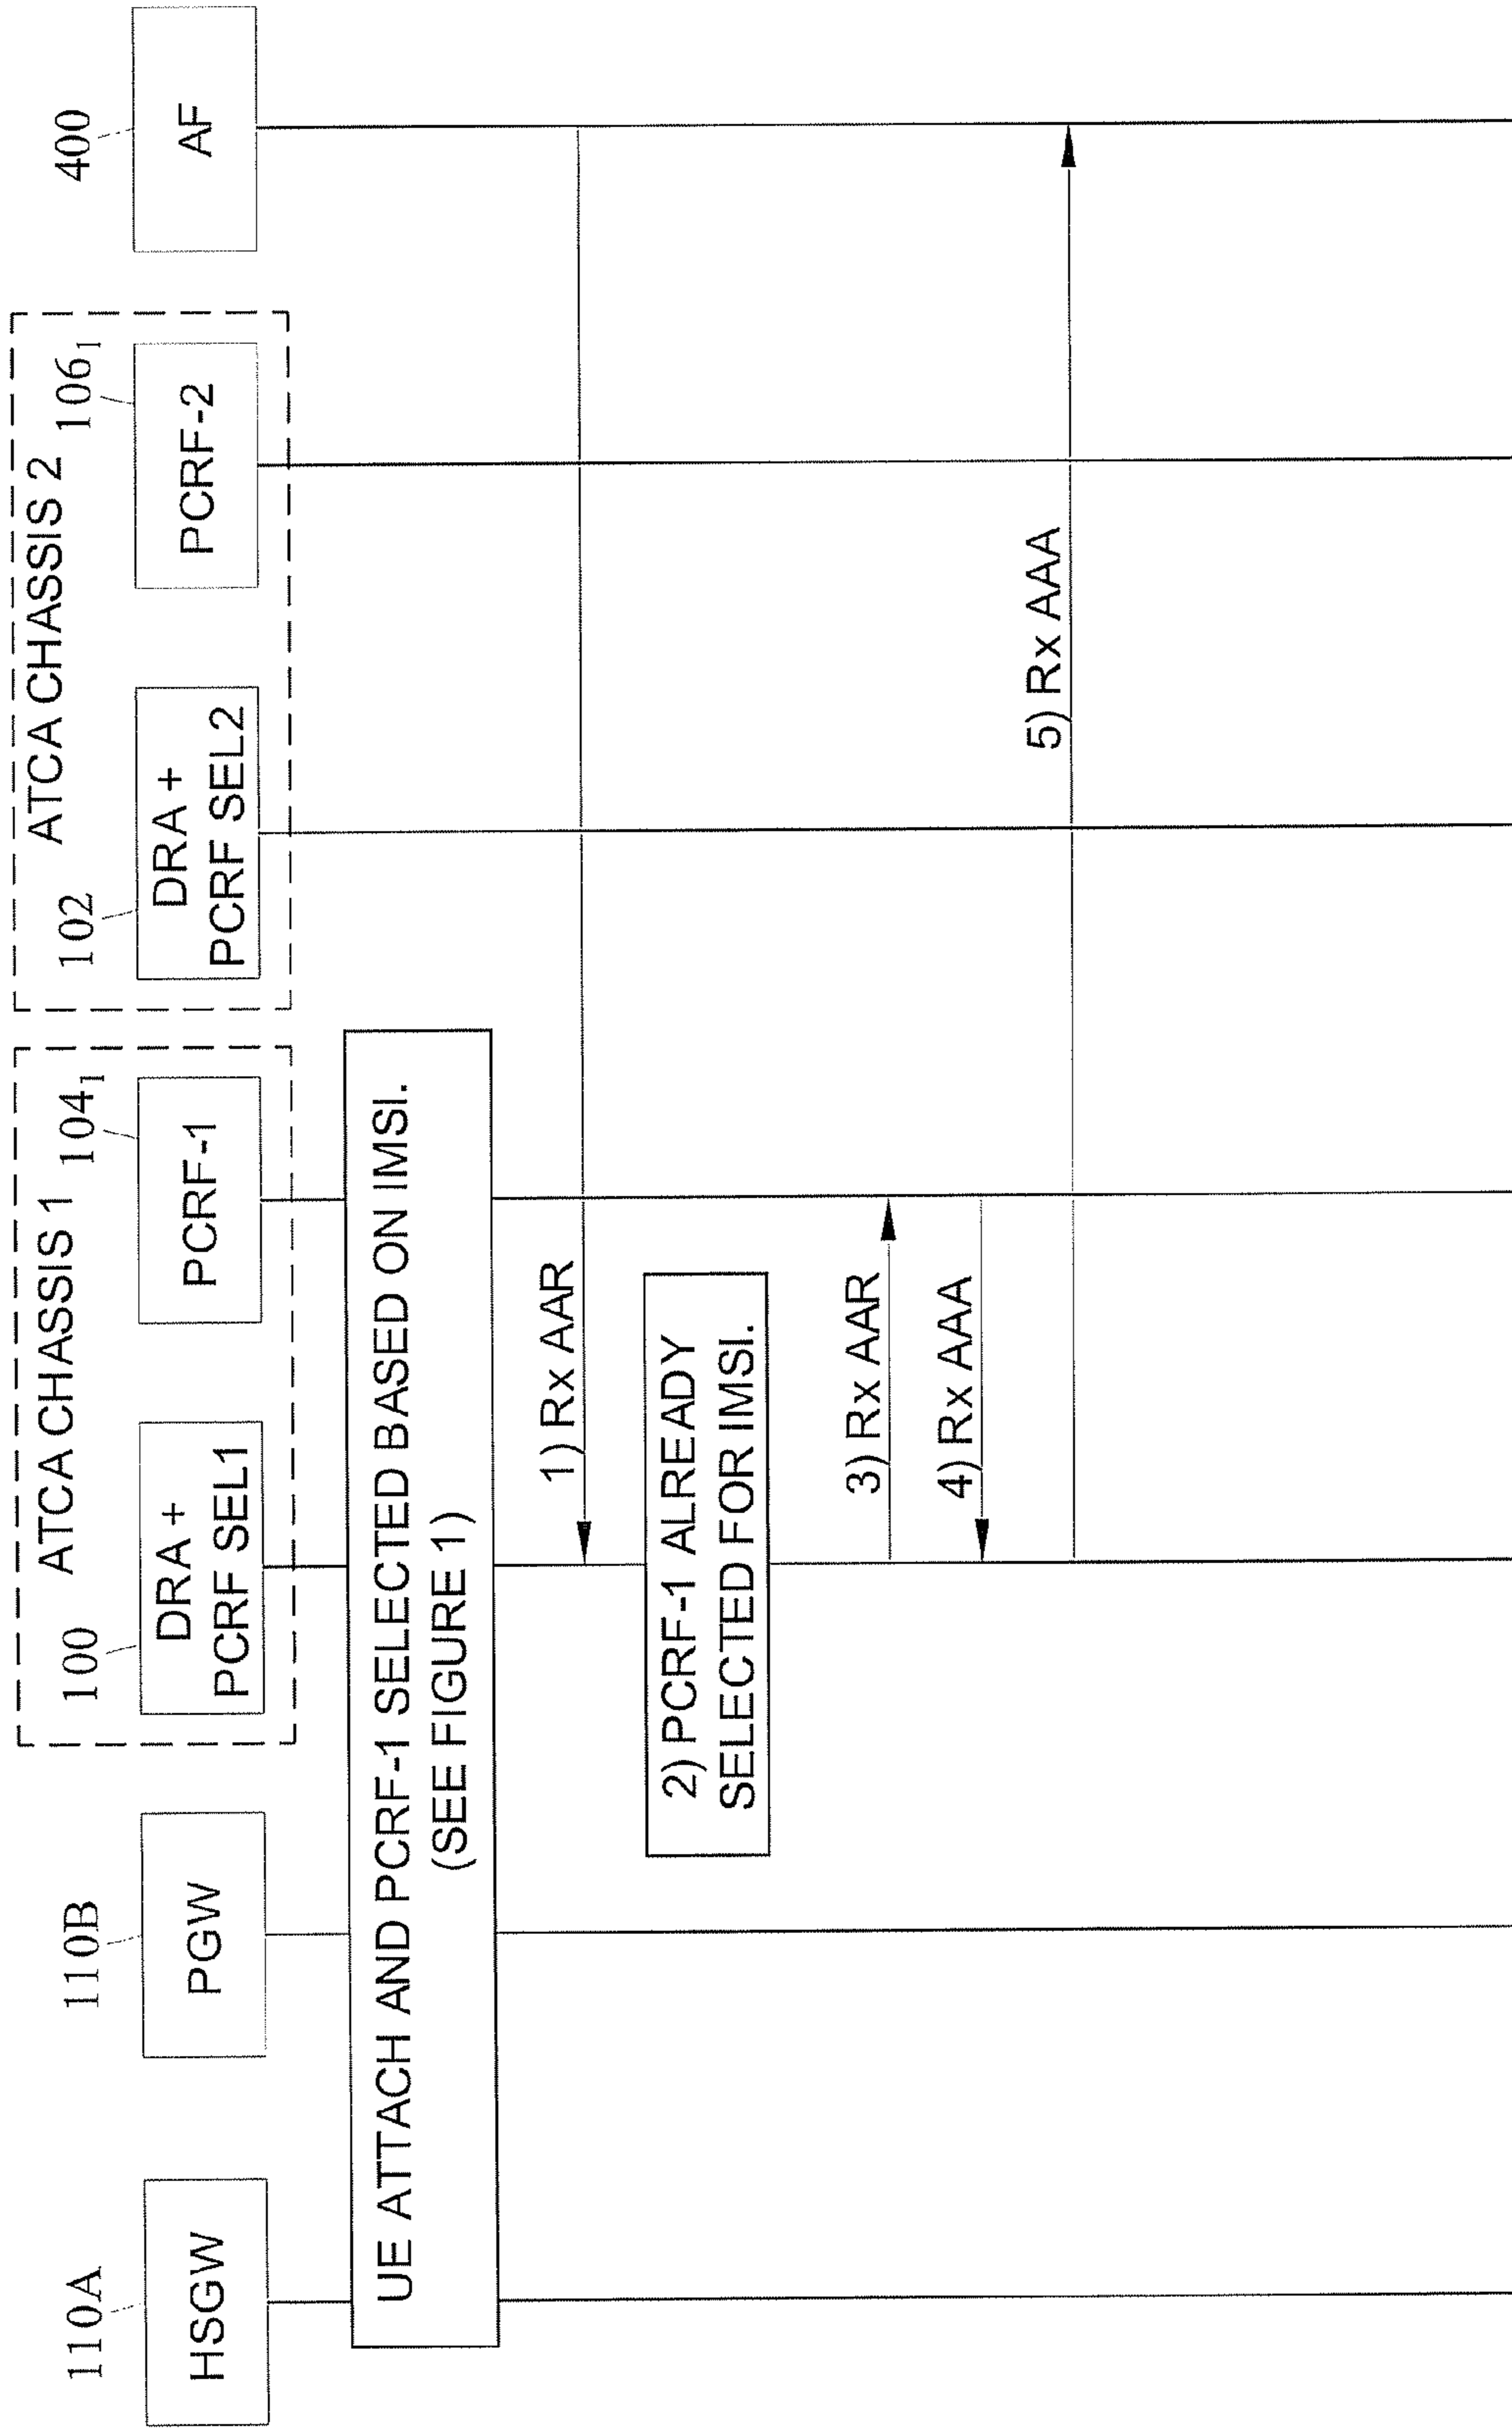 ATCA CHASSIS 1
ATCA CHASSIS 2
110A
110B
100
104₁
102
106₁
400
HSGW
PGW
DRA +
PCRF SEL1
PCRF-1
DRA +
PCRF SEL2
PCRF-2
AF
UE ATTACH AND PCRF-1 SELECTED BASED ON IMSI.
(SEE FIGURE 1)
1) Rx AAR
2) PCRF-1 ALREADY
SELECTED FOR IMSI.
3) Rx AAR
4) Rx AAA
5) Rx AAA